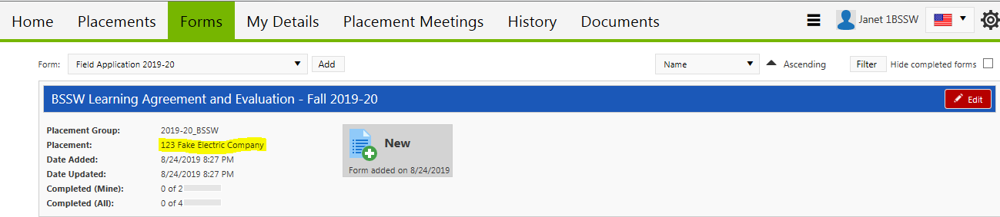 Home Placements Forms My Details Placement Meetings History Documents Janet 1BSSW
Form: Field Application 2019-20 Add Name Ascending Filter Hide completed forms
BSSW Learning Agreement and Evaluation - Fall 2019-20 Edit
Placement Group: 2019-20_BSSW
Placement: 123 Fake Electric Company
New
Date Added: 8/24/2019 8:27 PM
Form added on 8/24/2019
Date Updated: 8/24/2019 8:27 PM
Completed (Mine): 0 of 2
Completed (All): 0 of 4